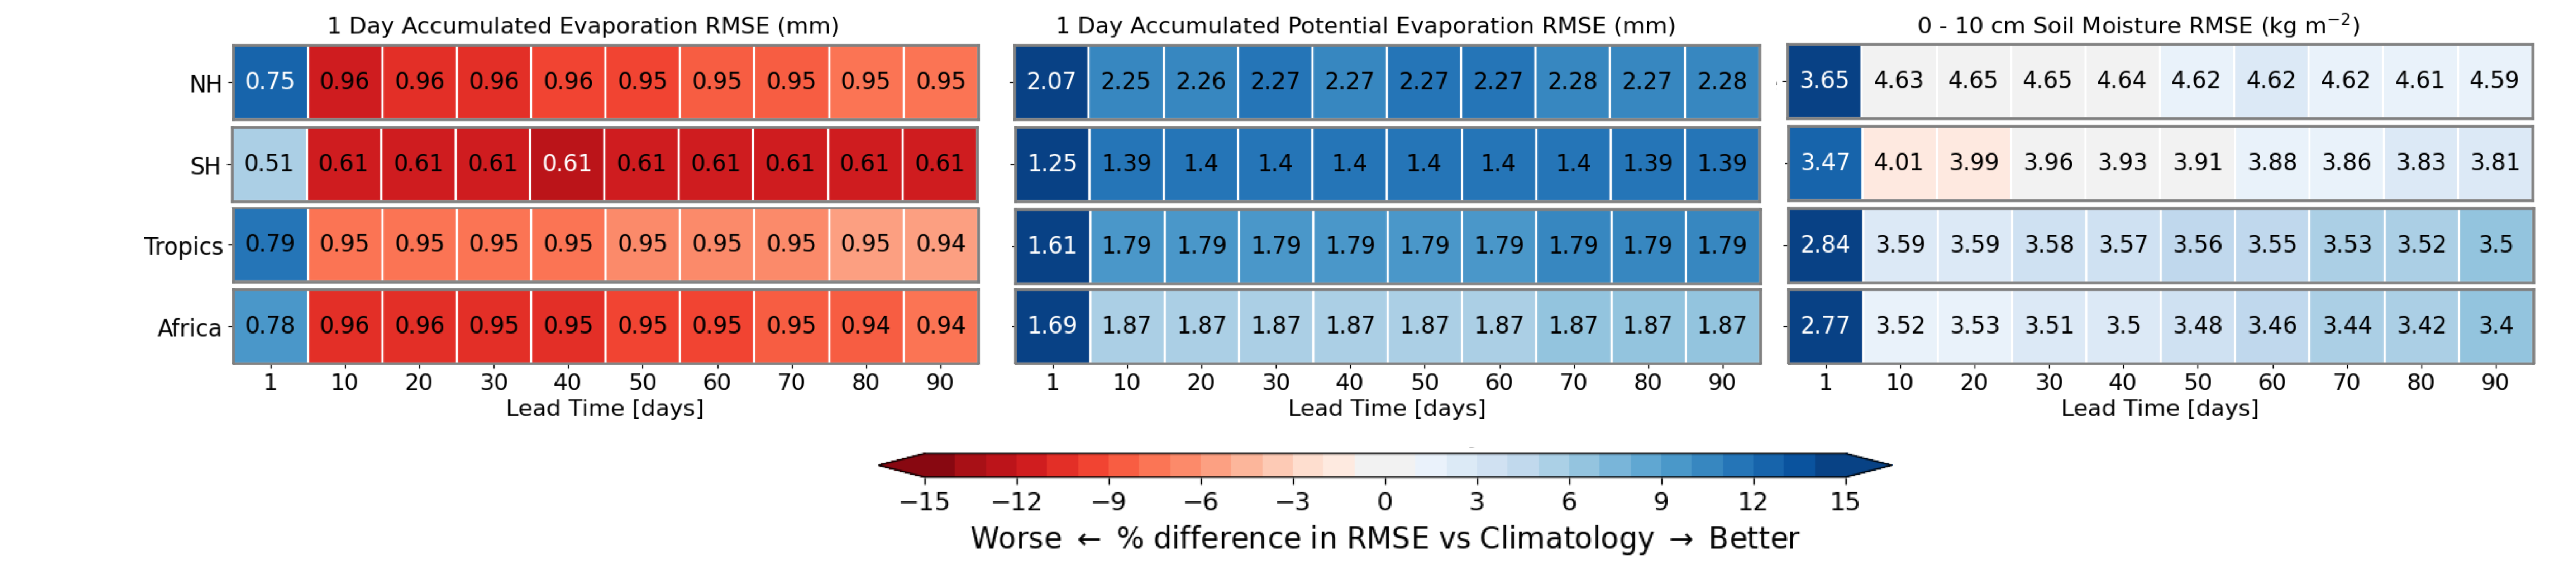 1 Day Accumulated Evaporation RMSE (mm)
1 Day Accumulated Potential Evaporation RMSE (mm)
0 - 10 cm Soil Moisture RMSE (kg m⁻²)
NH 0.75 0.96 0.96 0.96 0.96 0.95 0.95 0.95 0.95 0.95
2.07 2.25 2.26 2.27 2.27 2.27 2.27 2.28 2.27 2.28
3.65 4.63 4.65 4.65 4.64 4.62 4.62 4.62 4.61 4.59
SH 0.51 0.61 0.61 0.61 0.61 0.61 0.61 0.61 0.61 0.61
1.25 1.39 1.4 1.4 1.4 1.4 1.4 1.4 1.39 1.39
3.47 4.01 3.99 3.96 3.93 3.91 3.88 3.86 3.83 3.81
Tropics 0.79 0.95 0.95 0.95 0.95 0.95 0.95 0.95 0.95 0.94
1.61 1.79 1.79 1.79 1.79 1.79 1.79 1.79 1.79 1.79
2.84 3.59 3.59 3.58 3.57 3.56 3.55 3.53 3.52 3.5
Africa 0.78 0.96 0.96 0.95 0.95 0.95 0.95 0.95 0.94 0.94
1.69 1.87 1.87 1.87 1.87 1.87 1.87 1.87 1.87 1.87
2.77 3.52 3.53 3.51 3.5 3.48 3.46 3.44 3.42 3.4
1 10 20 30 40 50 60 70 80 90
1 10 20 30 40 50 60 70 80 90
1 10 20 30 40 50 60 70 80 90
Lead Time [days]
Lead Time [days]
Lead Time [days]
−15 −12 −9 −6 −3 0 3 6 9 12 15
Worse ← % difference in RMSE vs Climatology → Better